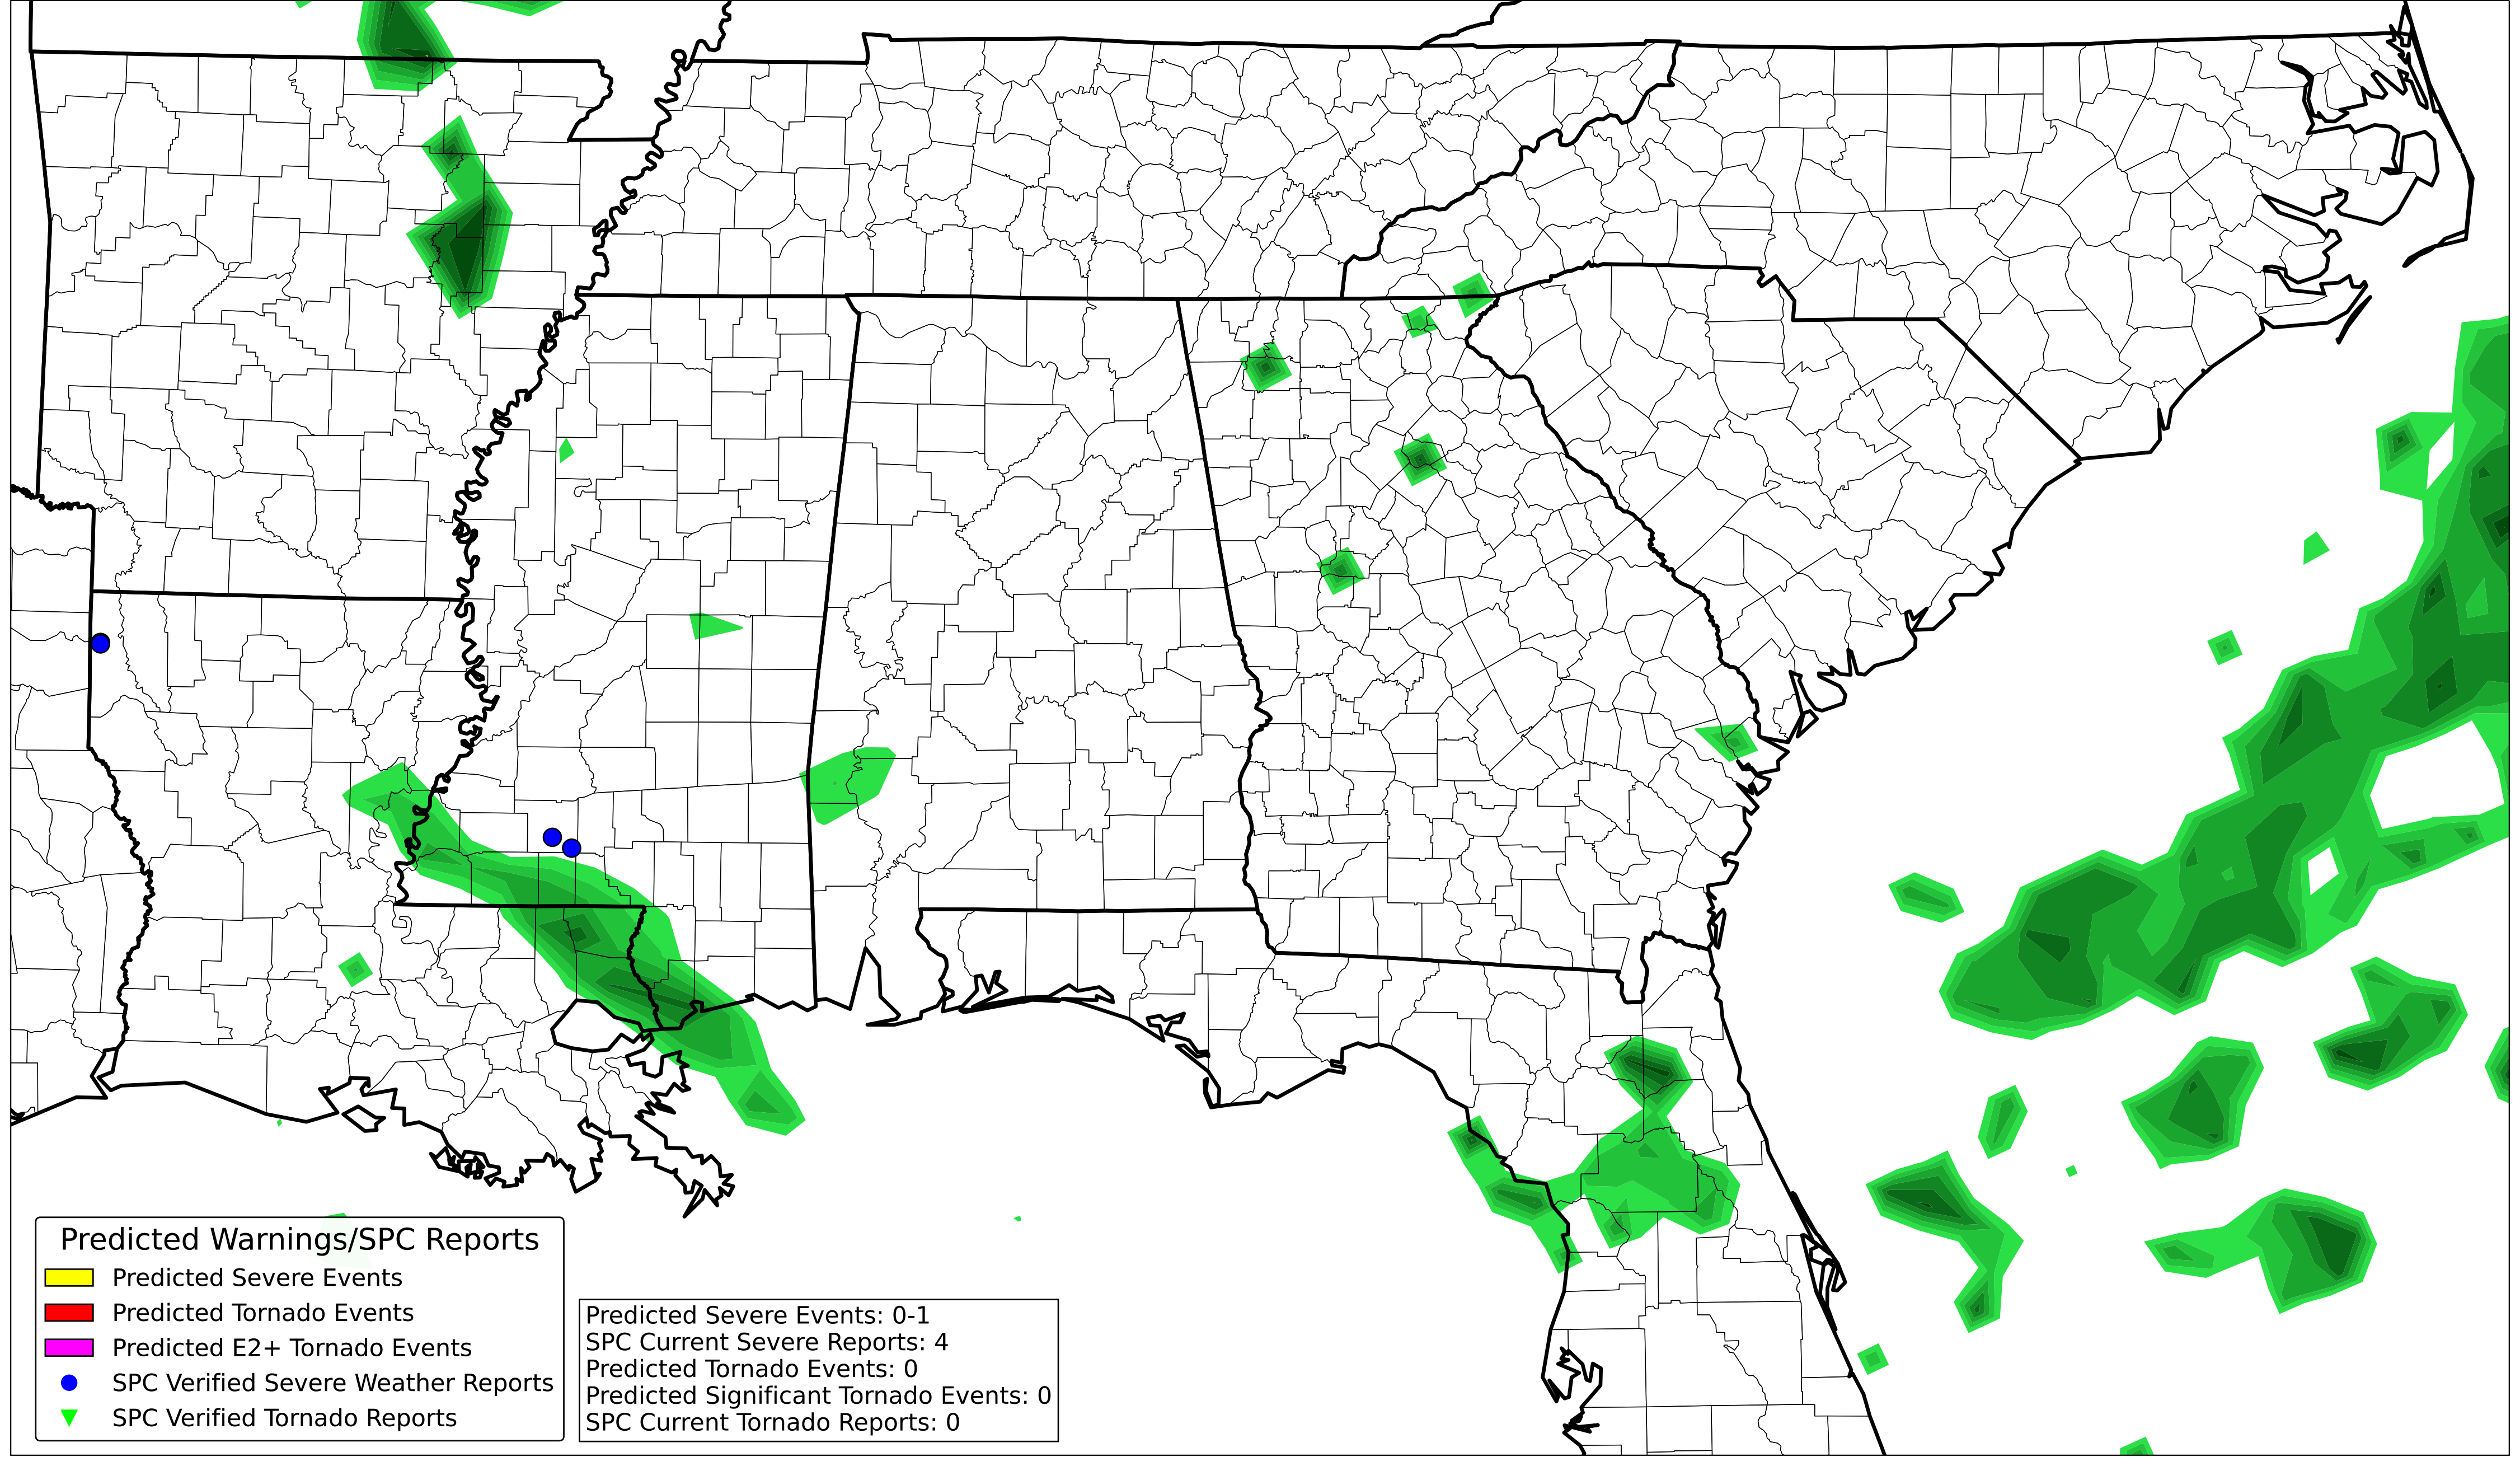 Predicted Warnings/SPC Reports
Predicted Severe Events
Predicted Tornado Events
Predicted E2+ Tornado Events
SPC Verified Severe Weather Reports
SPC Verified Tornado Reports
Predicted Severe Events: 0-1
SPC Current Severe Reports: 4
Predicted Tornado Events: 0
Predicted Significant Tornado Events: 0
SPC Current Tornado Reports: 0